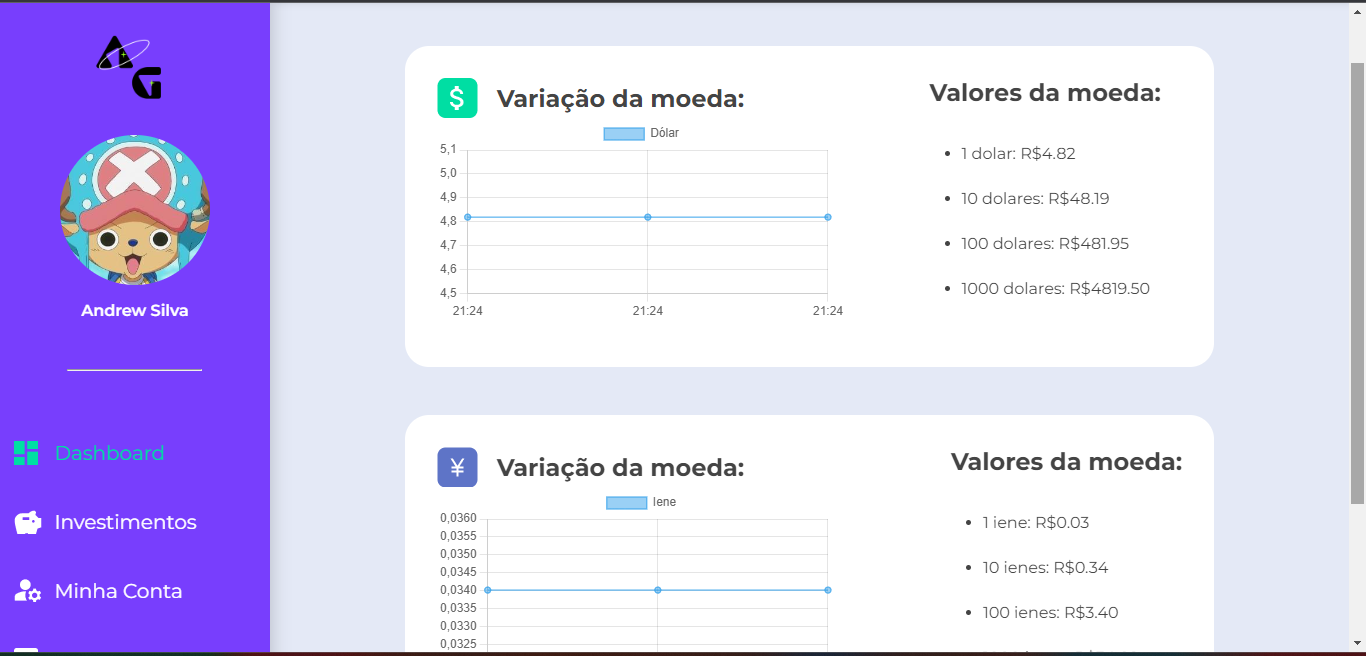 AG
Andrew Silva
Dashboard
Investimentos
Minha Conta
$ Variação da moeda:
Dólar
5,1
5,0
4,9
4,8
4,7
4,6
4,5
21:24 21:24 21:24
Valores da moeda:
• 1 dolar: R$4.82
• 10 dolares: R$48.19
• 100 dolares: R$481.95
• 1000 dolares: R$4819.50
¥ Variação da moeda:
Iene
0,0360
0,0355
0,0350
0,0345
0,0340
0,0335
0,0330
0,0325
Valores da moeda:
• 1 iene: R$0.03
• 10 ienes: R$0.34
• 100 ienes: R$3.40